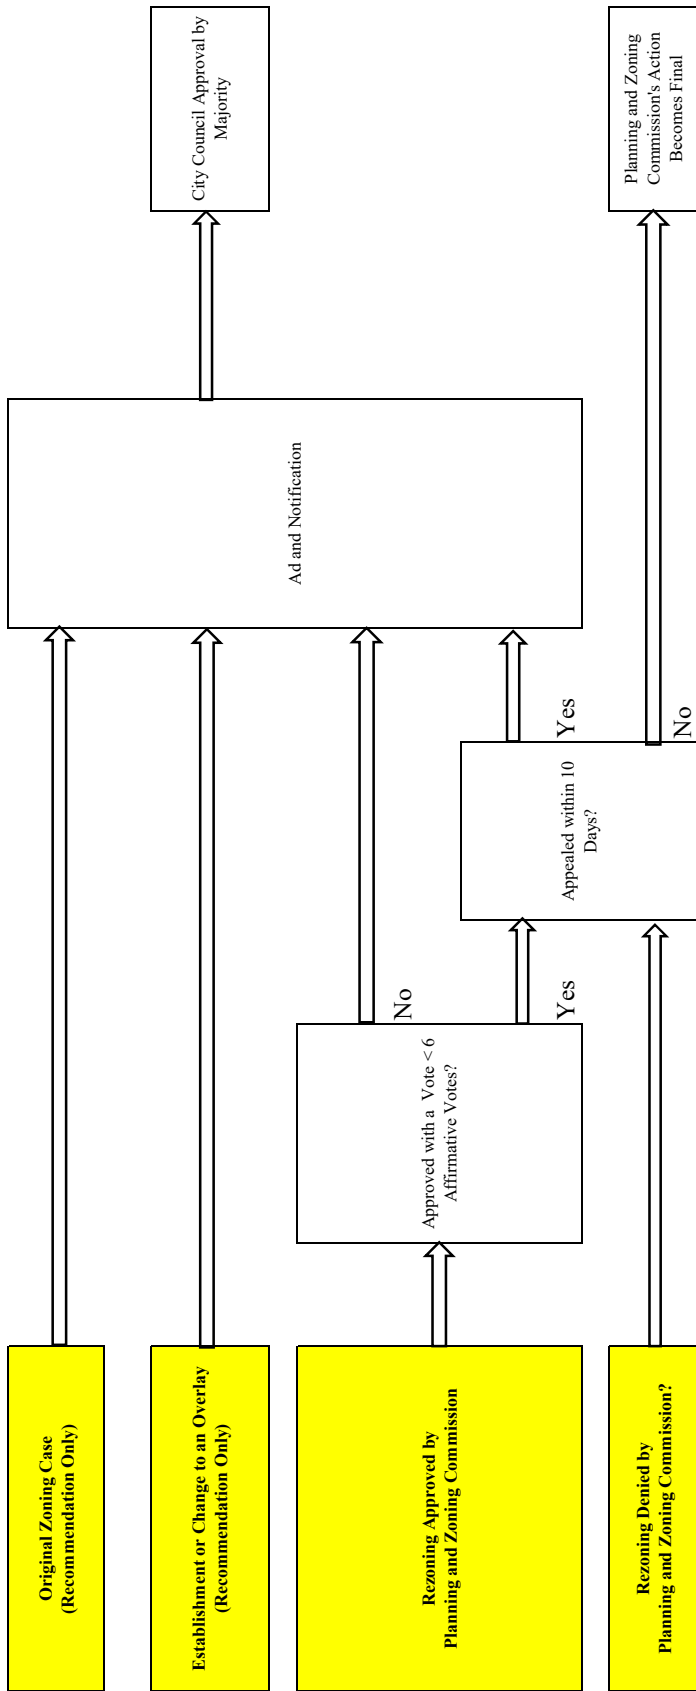 Original Zoning Case
(Recommendation Only)
Establishment or Change to an Overlay
(Recommendation Only)
Rezoning Approved by
Planning and Zoning Commission
Rezoning Denied by
Planning and Zoning Commission?
Approved with a Vote < 6
Affirmative Votes?
No
Yes
Appealed within 10
Days?
Yes
No
Ad and Notification
City Council Approval by
Majority
Planning and Zoning
Commission's Action
Becomes Final